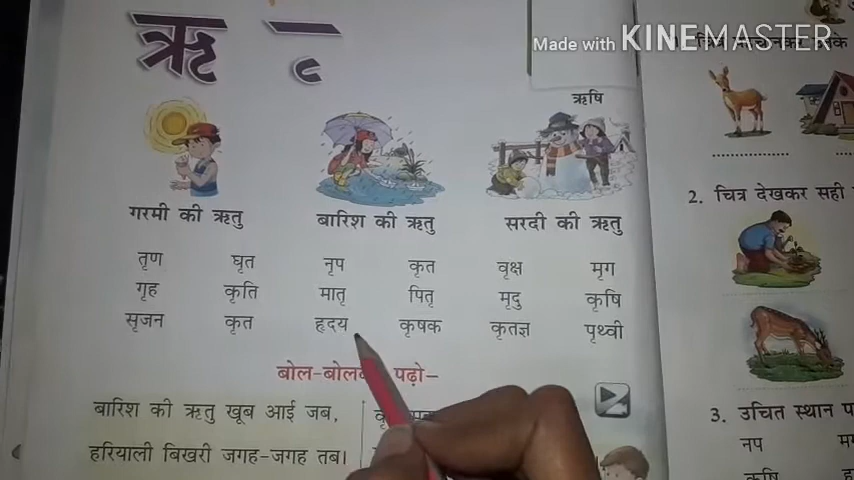 Made with KINEMASTER
ऋ ृ
ऋषि
गरमी की ऋतु बारिश की ऋतु सरदी की ऋतु
तृण घृत नृप कृत वृक्ष मृग
गृह कृति मातृ पितृ मृदु कृषि
सृजन कृत हृदय कृषक कृतज्ञ पृथ्वी
पढ़ो–
बारिश की ऋतु खूब आई जब,
हरियाली बिखरी जगह-जगह तब।
2. चित्र देखकर सही
3. उचित स्थान
नप
कृषि